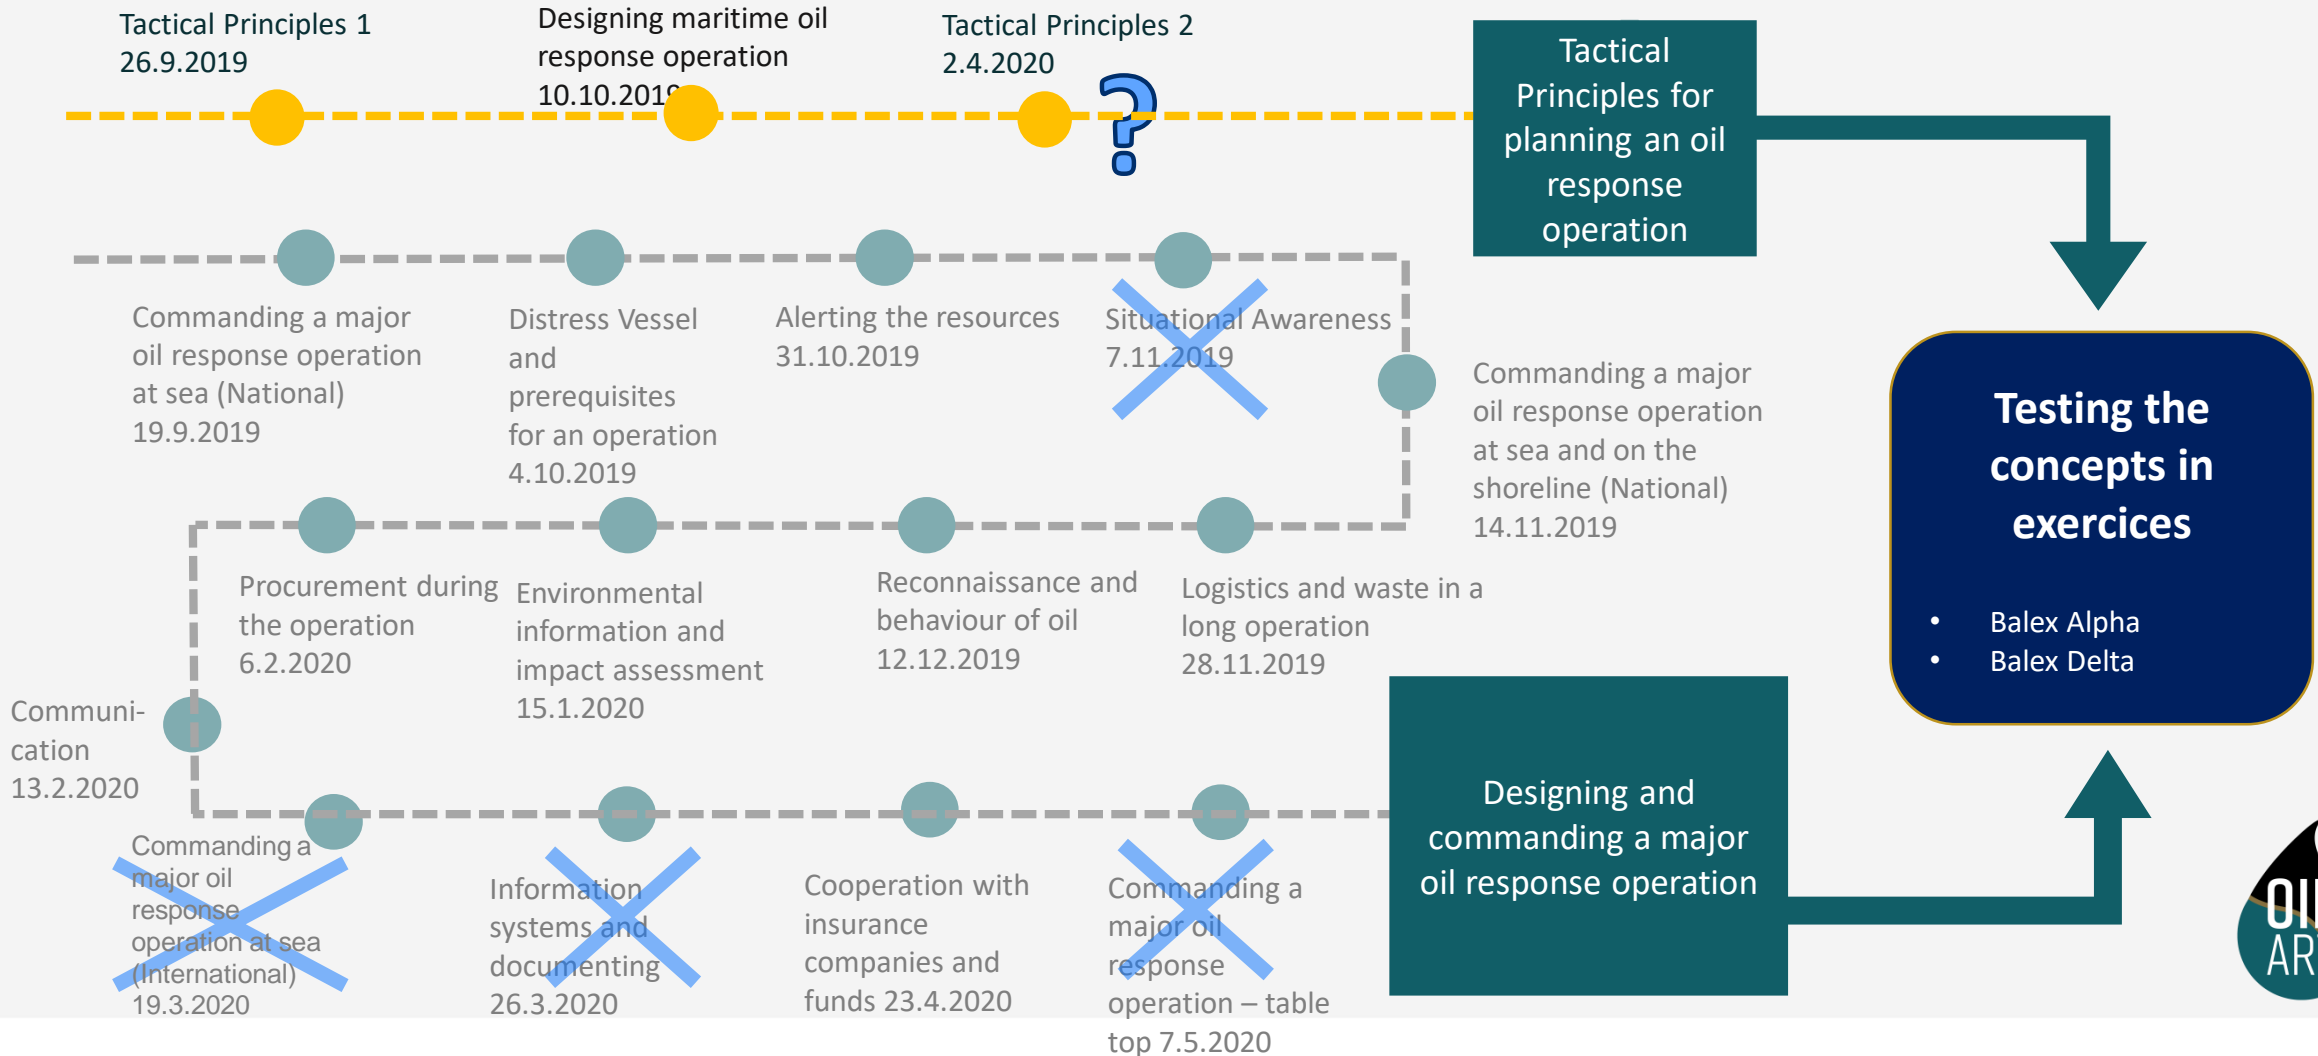 Tactical Principles 1
26.9.2019
Designing maritime oil
response operation
10.10.2019
Tactical Principles 2
2.4.2020
?
Tactical
Principles for
planning an oil
response
operation
Commanding a major
oil response operation
at sea (National)
19.9.2019
Distress Vessel
and
prerequisites
for an operation
4.10.2019
Alerting the resources
31.10.2019
Situational Awareness
7.11.2019
Commanding a major
oil response operation
at sea and on the
shoreline (National)
14.11.2019
Testing the
concepts in
exercices
• Balex Alpha
• Balex Delta
Procurement during
the operation
6.2.2020
Environmental
information and
impact assessment
15.1.2020
Reconnaissance and
behaviour of oil
12.12.2019
Logistics and waste in a
long operation
28.11.2019
Communi-
cation
13.2.2020
Commanding a
major oil
response
operation at sea
(International)
19.3.2020
Information
systems and
documenting
26.3.2020
Cooperation with
insurance
companies and
funds 23.4.2020
Commanding a
major oil
response
operation – table
top 7.5.2020
Designing and
commanding a major
oil response operation